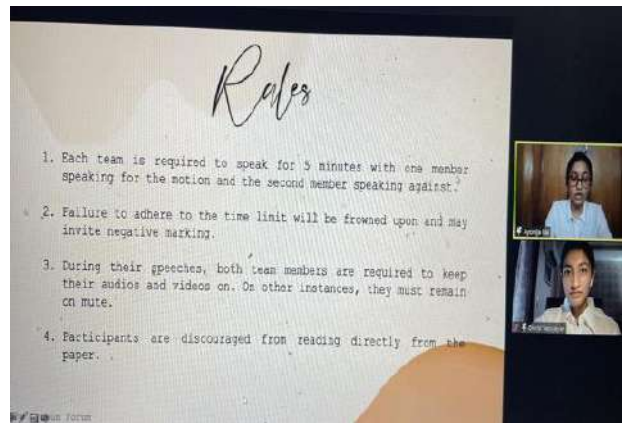 Rules
1. Each team is required to speak for 5 minutes with one member
speaking for the motion and the second member speaking against.
2. Failure to adhere to the time limit will be frowned upon and may
invite negative marking.
3. During their speeches, both team members are required to keep
their audios and videos on. On other instances, they must remain
on mute.
4. Participants are discouraged from reading directly from the
paper.
forum